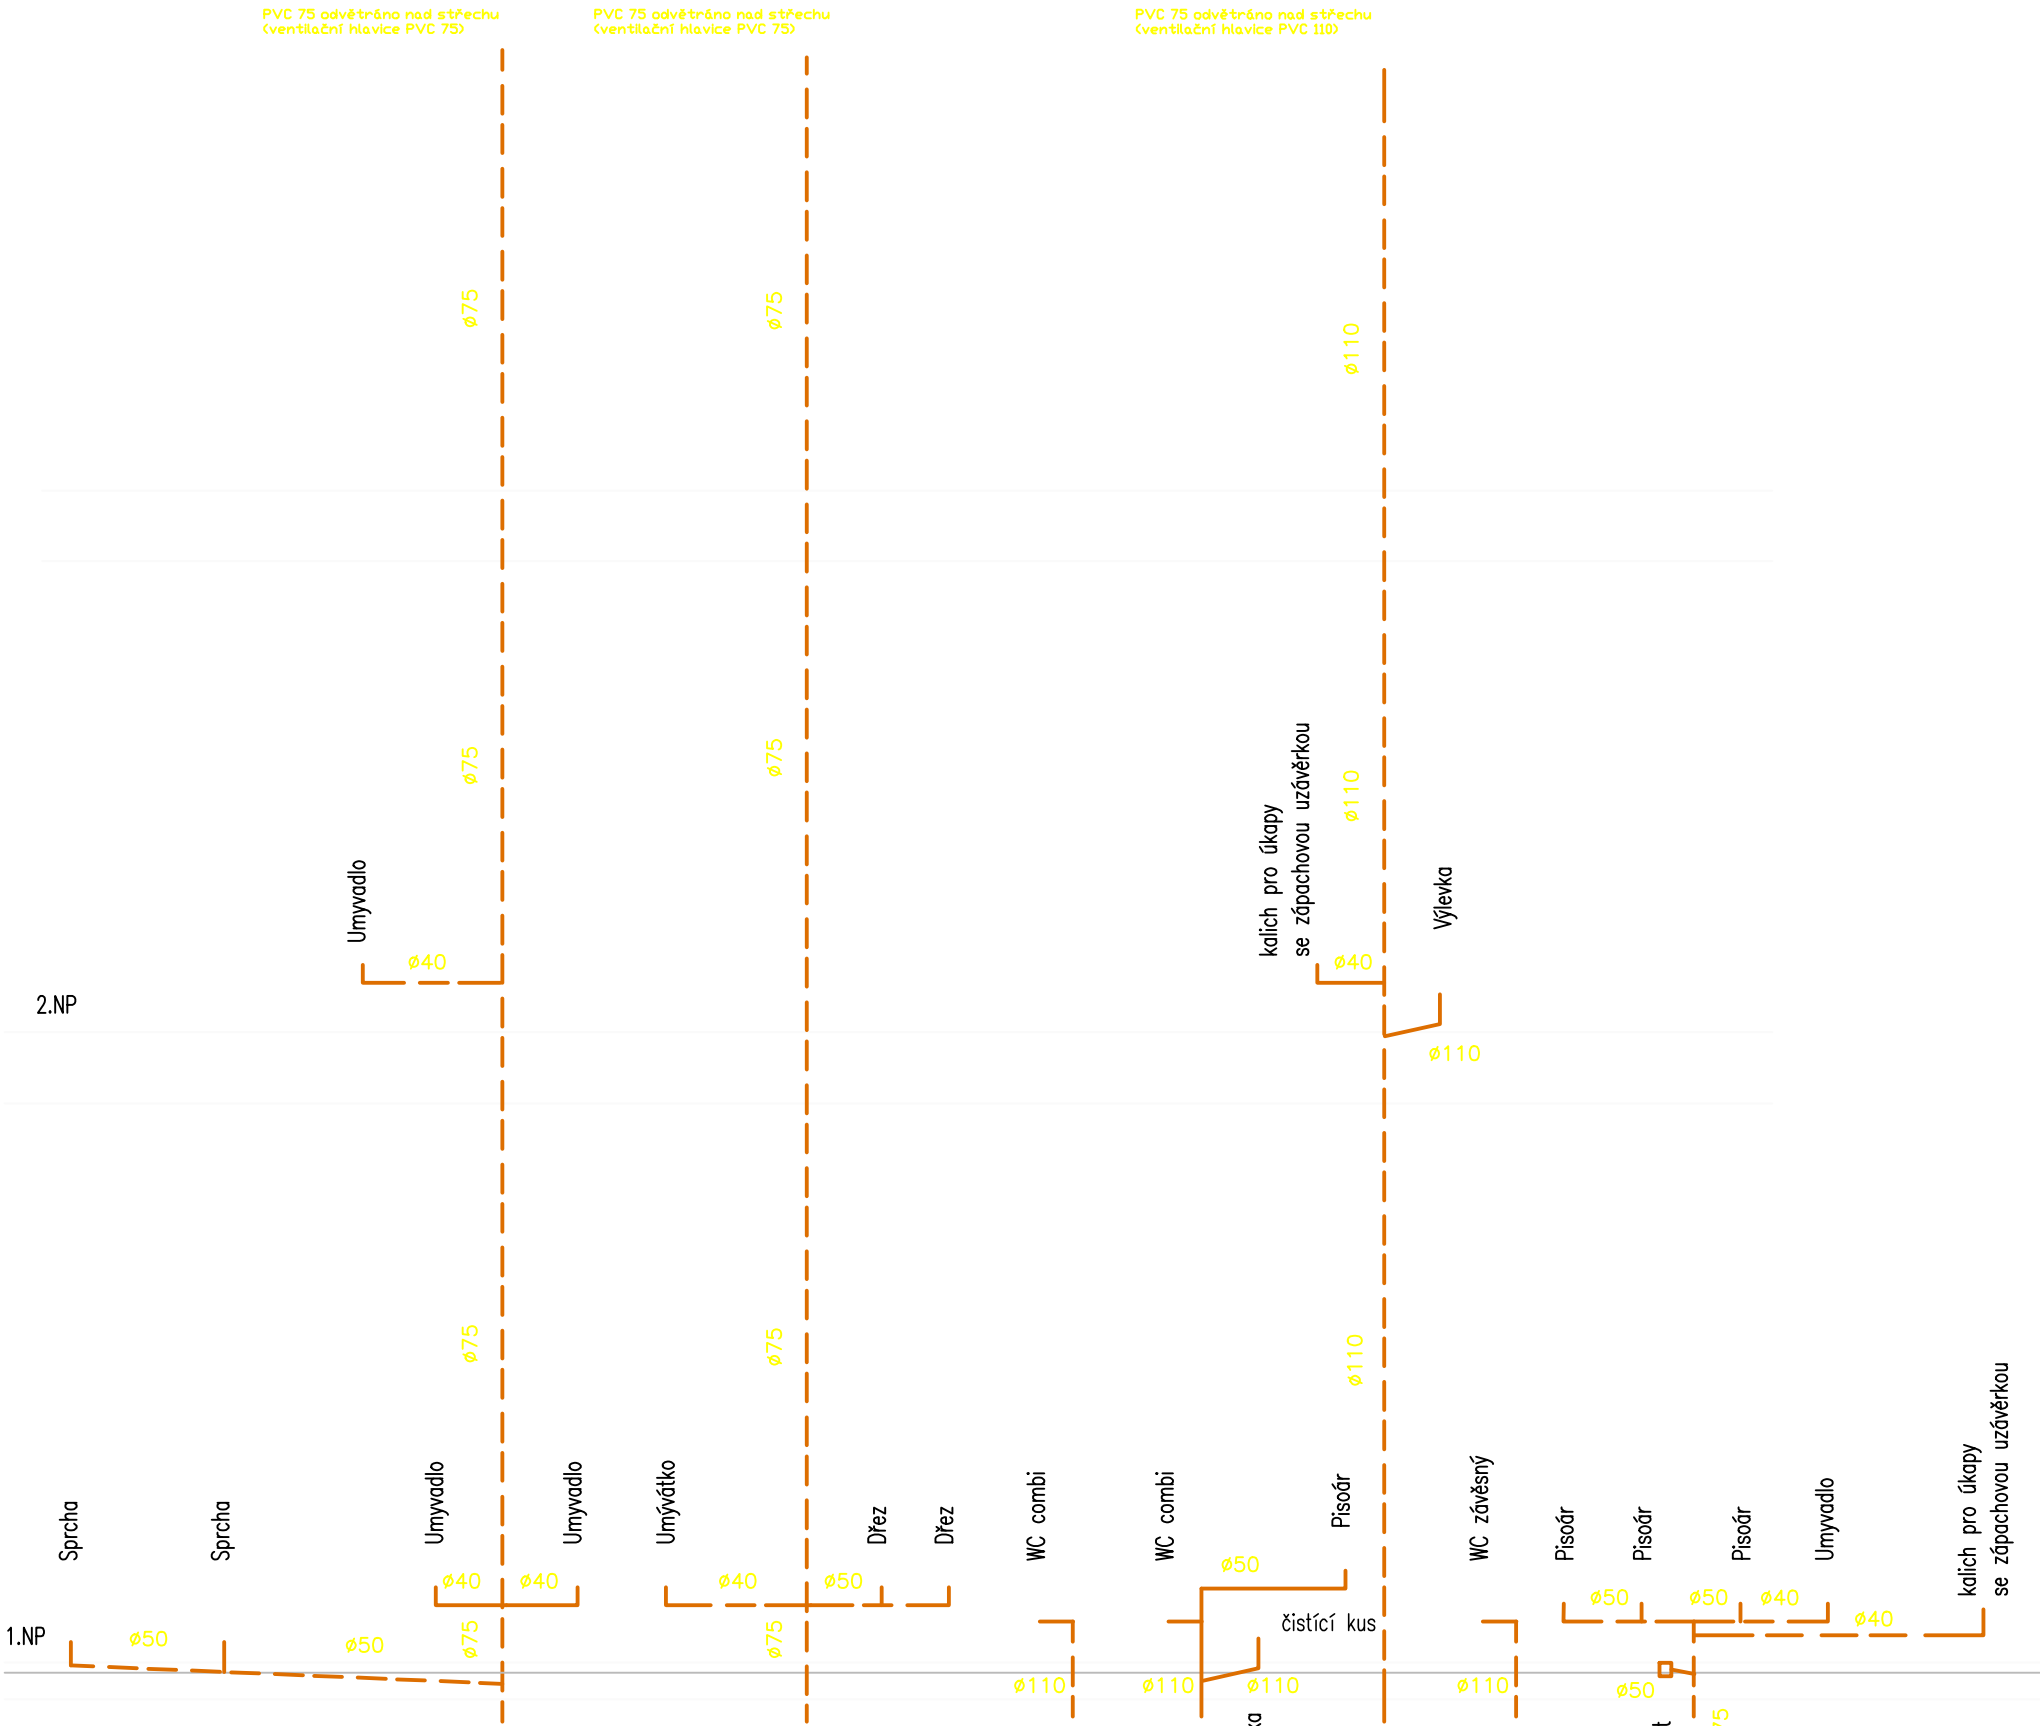 PVC 75 odvětráno nad střechu
(ventilační hlavice PVC 75)
PVC 75 odvětráno nad střechu
(ventilační hlavice PVC 75)
PVC 75 odvětráno nad střechu
(ventilační hlavice PVC 110)
ø75
ø75
ø110
ø75
ø75
ø110
kalich pro úkapy
se zápachovou uzávěrkou
Umyvadlo
Výlevka
ø40
ø40
2.NP
ø110
ø75
ø75
ø110
Sprcha
Sprcha
Umyvadlo
Umyvadlo
Umývátko
Dřez
Dřez
WC combi
WC combi
Pisoár
WC závěsný
Pisoár
Pisoár
Pisoár
Umyvadlo
kalich pro úkapy
se zápachovou uzávěrkou
ø40
ø40
ø40
ø50
ø50
ø50
ø50
ø40
ø40
čistící kus
1.NP
ø50
ø50
ø75
ø75
ø110
ø110
ø110
ø110
ø50